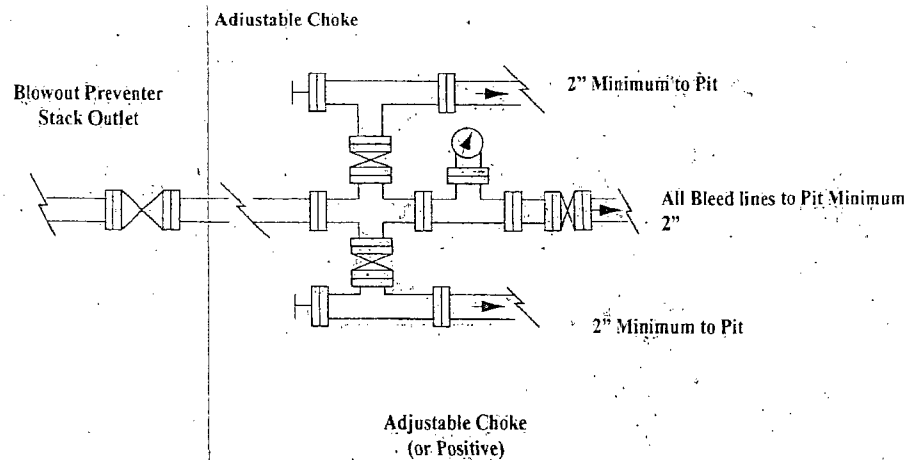 Adjustable Choke
Blowout Preventer
Stack Outlet
2" Minimum to Pit
All Bleed lines to Pit Minimum
2"
2" Minimum to Pit
Adjustable Choke
(or Positive)